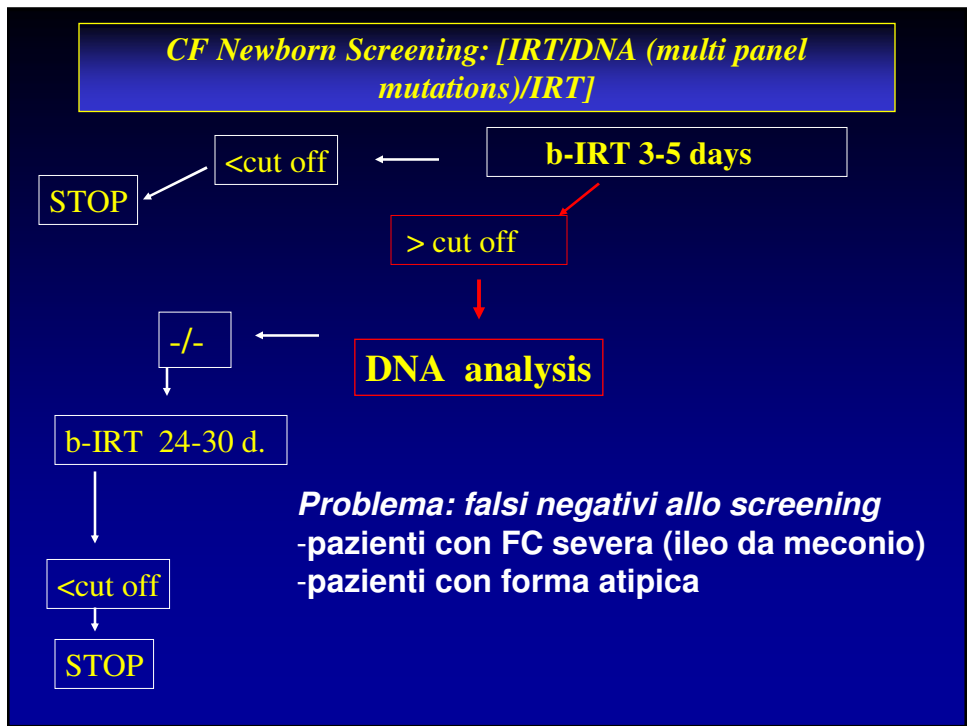 CF Newborn Screening: [IRT/DNA (multi panel
mutations)/IRT]
b-IRT 3-5 days
<cut off
STOP
> cut off
-/-
DNA analysis
b-IRT 24-30 d.
Problema: falsi negativi allo screening
-pazienti con FC severa (ileo da meconio)
-pazienti con forma atipica
<cut off
STOP